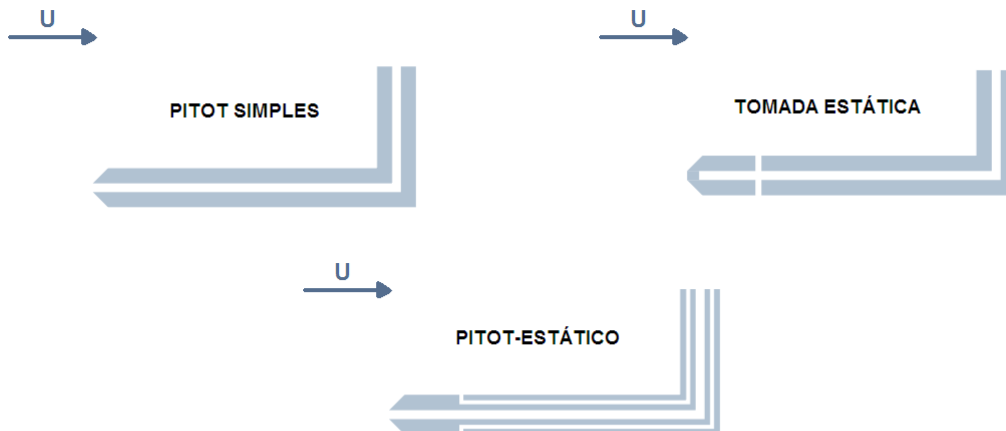 U
U
PITOT SIMPLES
TOMADA ESTÁTICA
U
PITOT-ESTÁTICO